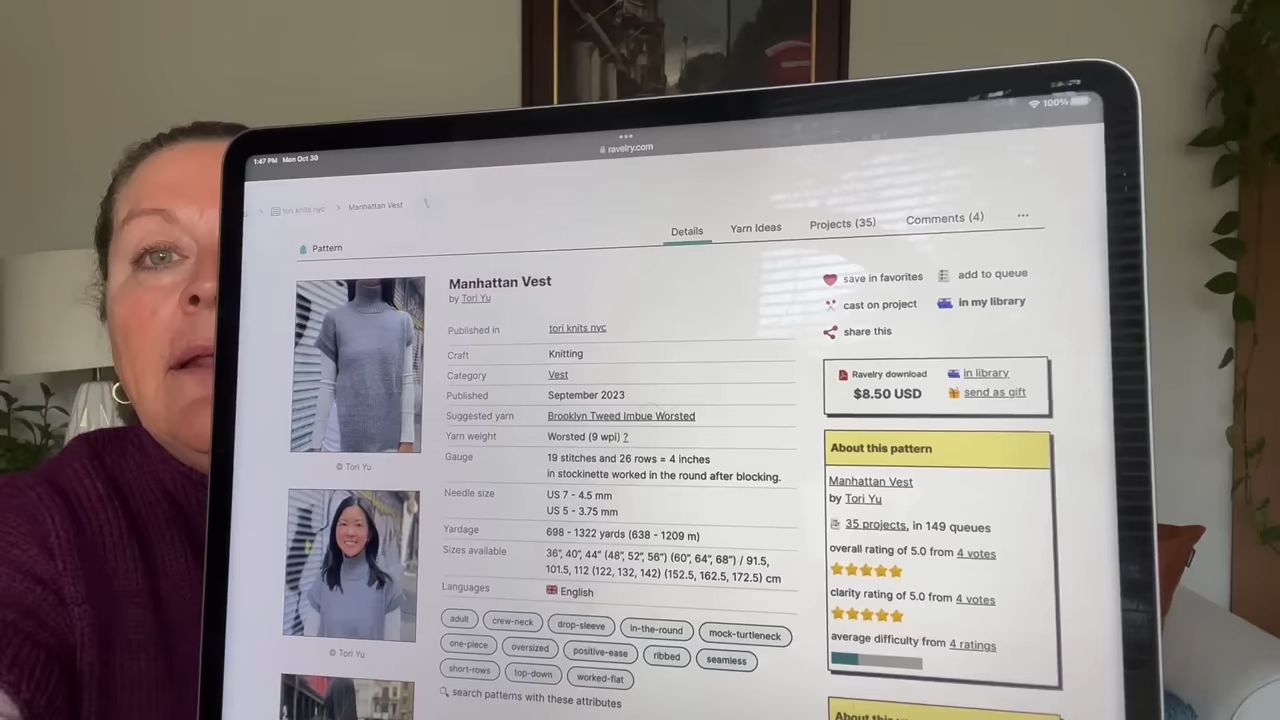 1:47 PM Mon Oct 30
ravelry.com
100%
> tori knits nyc > Manhattan Vest
Pattern
Details Yarn Ideas Projects (35) Comments (4) ...
Manhattan Vest
by Tori Yu
Published in tori knits nyc
Craft Knitting
Category Vest
Published September 2023
Suggested yarn Brooklyn Tweed Imbue Worsted
Yarn weight Worsted (9 wpi) ?
Gauge 19 stitches and 26 rows = 4 inches
in stockinette worked in the round after blocking.
Needle size US 7 - 4.5 mm
US 5 - 3.75 mm
Yardage 698 - 1322 yards (638 - 1209 m)
Sizes available 36", 40", 44" (48", 52", 56") (60", 64", 68") / 91.5,
101.5, 112 (122, 132, 142) (152.5, 162.5, 172.5) cm
Languages English
adult crew-neck drop-sleeve in-the-round mock-turtleneck
one-piece oversized positive-ease ribbed seamless
short-rows top-down worked-flat
search patterns with these attributes
© Tori Yu
© Tori Yu
save in favorites add to queue
cast on project in my library
share this
Ravelry download in library
$8.50 USD send as gift
About this pattern
Manhattan Vest
by Tori Yu
35 projects, in 149 queues
overall rating of 5.0 from 4 votes
clarity rating of 5.0 from 4 votes
average difficulty from 4 ratings
About